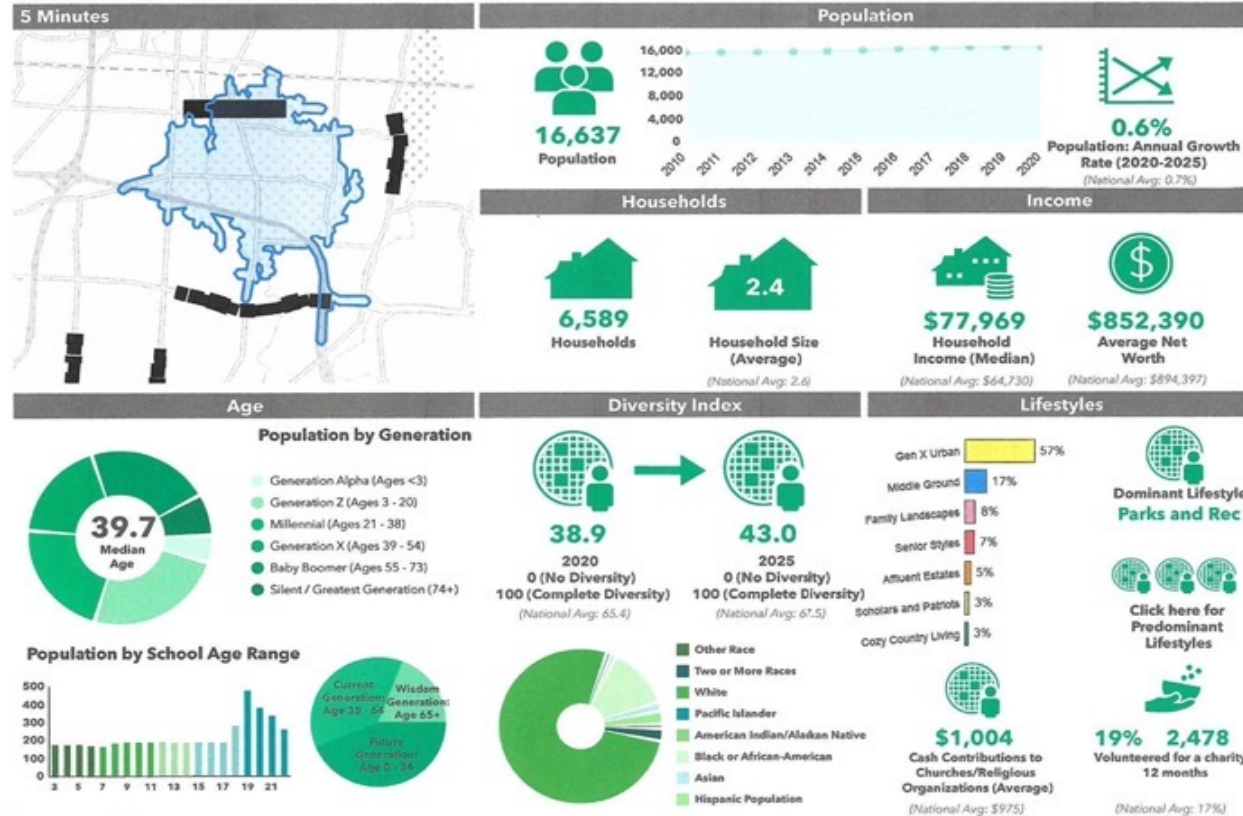 5 Minutes
Population
16,637
Population
16,000
12,000
8,000
4,000
0
2010
2011
2012
2013
2014
2015
2016
2017
2018
2019
2020
0.6%
Population: Annual Growth
Rate (2020-2025)
(National Avg: 0.7%)
Households
6,589
Households
2.4
Household Size
(Average)
(National Avg: 2.6)
Income
$77,969
Household
Income (Median)
(National Avg: $64,730)
$852,390
Average Net
Worth
(National Avg: $894,397)
Age
Population by Generation
39.7
Median
Age
Generation Alpha (Ages <3)
Generation Z (Ages 3 - 20)
Millennial (Ages 21 - 38)
Generation X (Ages 39 - 54)
Baby Boomer (Ages 55 - 73)
Silent / Greatest Generation (74+)
Population by School Age Range
500
400
300
200
100
0
3
5
7
9
11
13
15
17
19
21
Current
Generation:
Age 35 - 64
Wisdom
Generation:
Age 65+
Future
Generation:
Age 0 - 34
Diversity Index
38.9
2020
0 (No Diversity)
100 (Complete Diversity)
(National Avg: 65.4)
43.0
2025
0 (No Diversity)
100 (Complete Diversity)
(National Avg: 67.5)
Other Race
Two or More Races
White
Pacific Islander
American Indian/Alaskan Native
Black or African-American
Asian
Hispanic Population
Lifestyles
Gen X Urban 57%
Middle Ground 17%
Family Landscapes 8%
Senior Styles 7%
Affluent Estates 5%
Scholars and Patriots 3%
Cozy Country Living 3%
Dominant Lifestyle
Parks and Rec
Click here for
Predominant
Lifestyles
$1,004
Cash Contributions to
Churches/Religious
Organizations (Average)
(National Avg: $975)
19% 2,478
Volunteered for a charity
12 months
(National Avg: 17%)